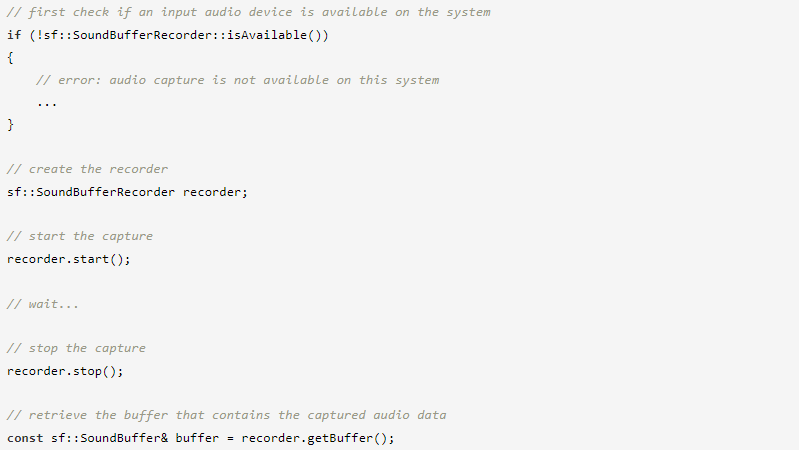 // first check if an input audio device is available on the system
if (!sf::SoundBufferRecorder::isAvailable())
{
    // error: audio capture is not available on this system
    ...
}
// create the recorder
sf::SoundBufferRecorder recorder;
// start the capture
recorder.start();
// wait...
// stop the capture
recorder.stop();
// retrieve the buffer that contains the captured audio data
const sf::SoundBuffer& buffer = recorder.getBuffer();